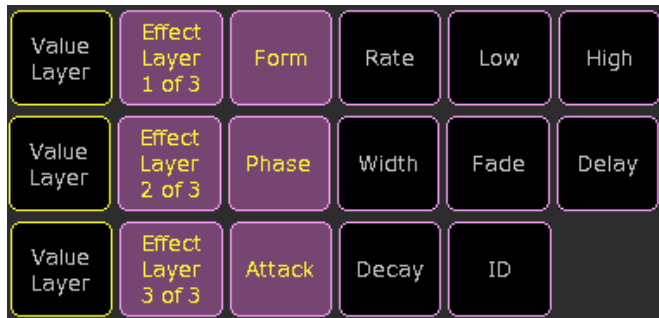 Value Layer Effect Layer 1 of 3 Form Rate Low High
Value Layer Effect Layer 2 of 3 Phase Width Fade Delay
Value Layer Effect Layer 3 of 3 Attack Decay ID